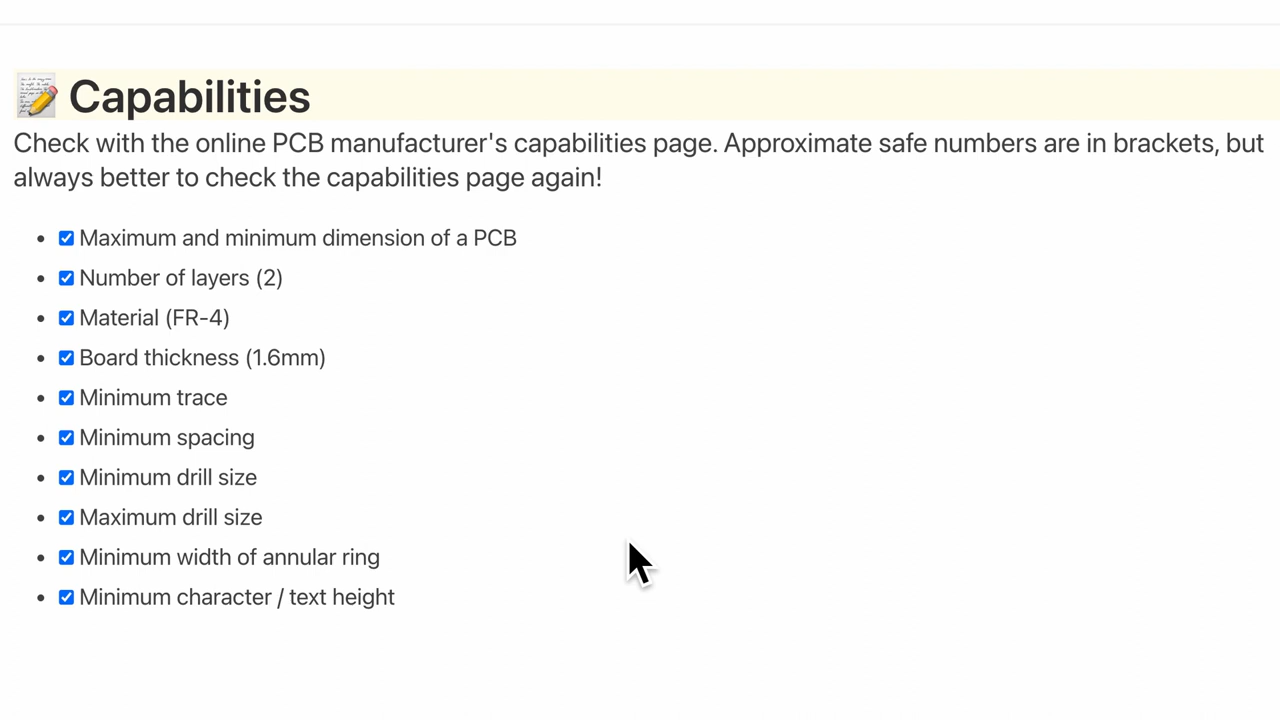 Capabilities
Check with the online PCB manufacturer's capabilities page. Approximate safe numbers are in brackets, but
always better to check the capabilities page again!
Maximum and minimum dimension of a PCB
Number of layers (2)
Material (FR-4)
Board thickness (1.6mm)
Minimum trace
Minimum spacing
Minimum drill size
Maximum drill size
Minimum width of annular ring
Minimum character / text height